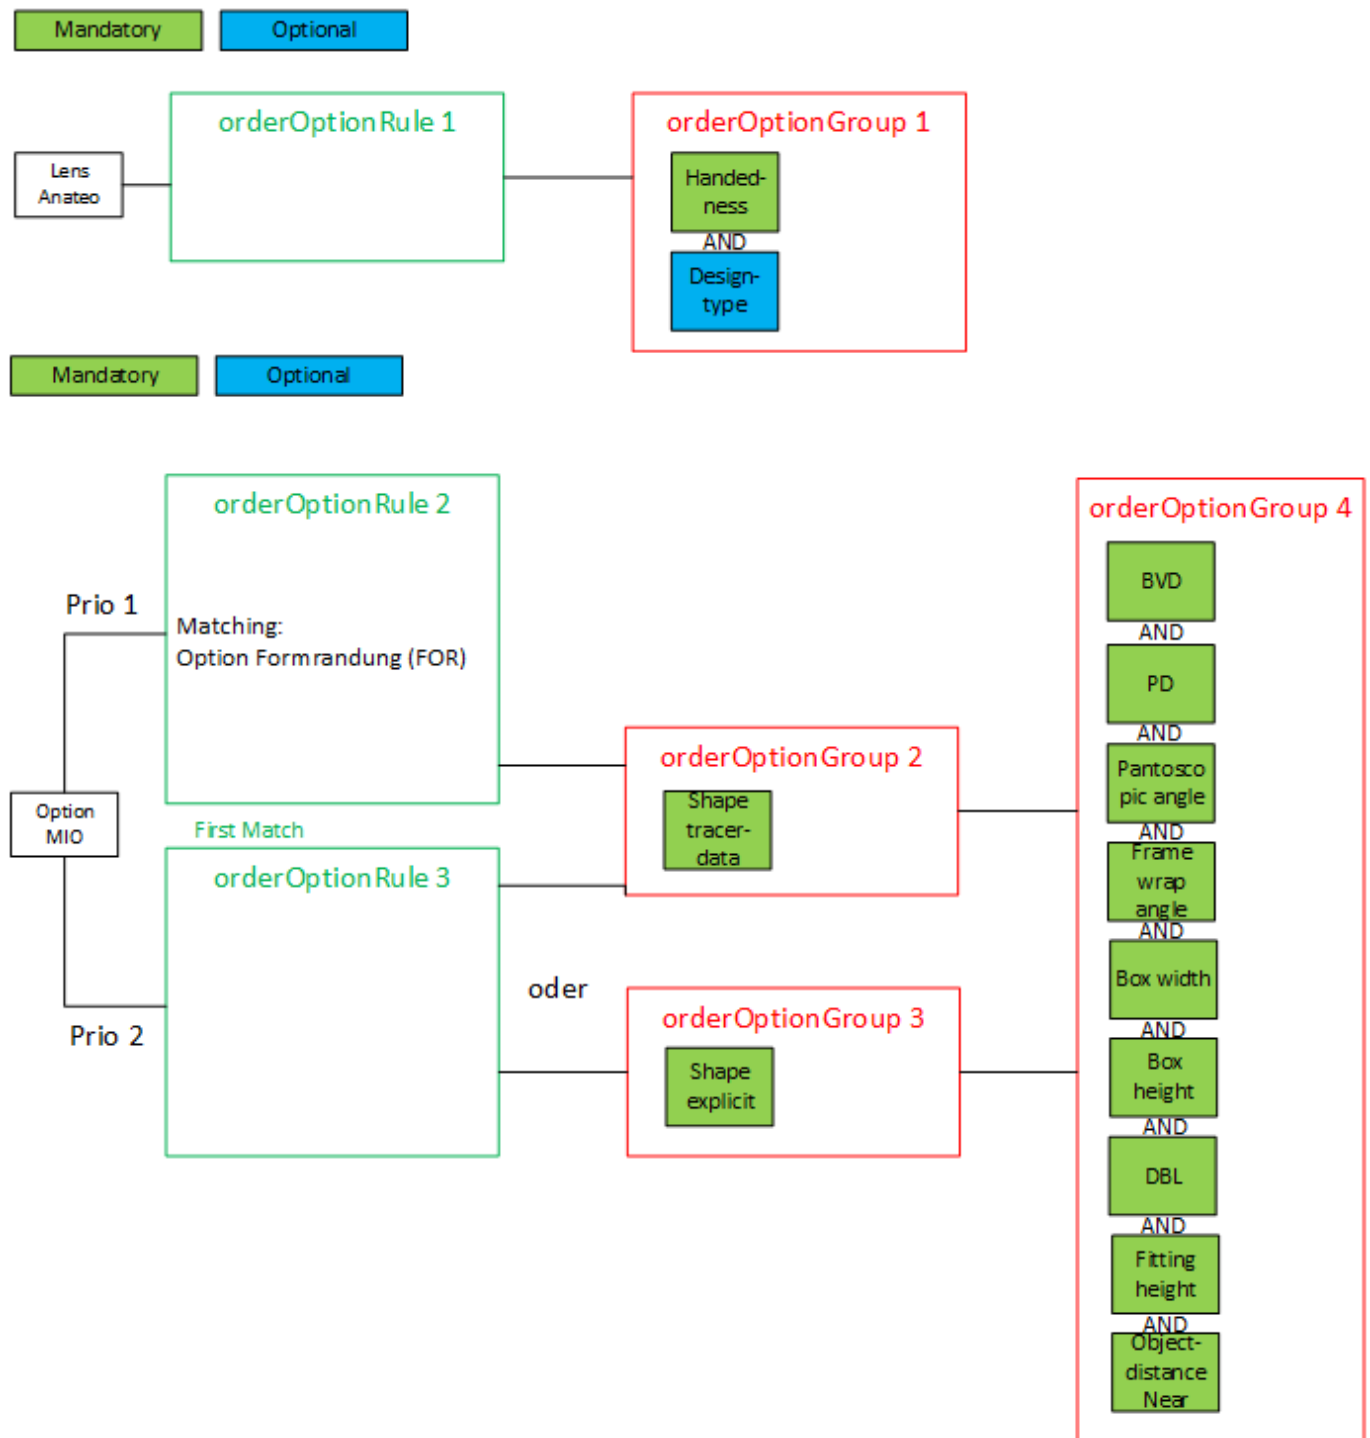 Mandatory Optional
orderOptionRule 1
orderOptionGroup 1
Lens
Anateo
Handed-
ness
AND
Design-
type
Mandatory Optional
orderOptionRule 2
Prio 1
Matching:
Option Formrandung (FOR)
Option
MIO
First Match
orderOptionRule 3
Prio 2
orderOptionGroup 2
Shape
tracer-
data
oder
orderOptionGroup 3
Shape
explicit
orderOptionGroup 4
BVD
AND
PD
AND
Pantosco
pic angle
AND
Frame
wrap
angle
AND
Box width
AND
Box
height
AND
DBL
AND
Fitting
height
AND
Object-
distance
Near